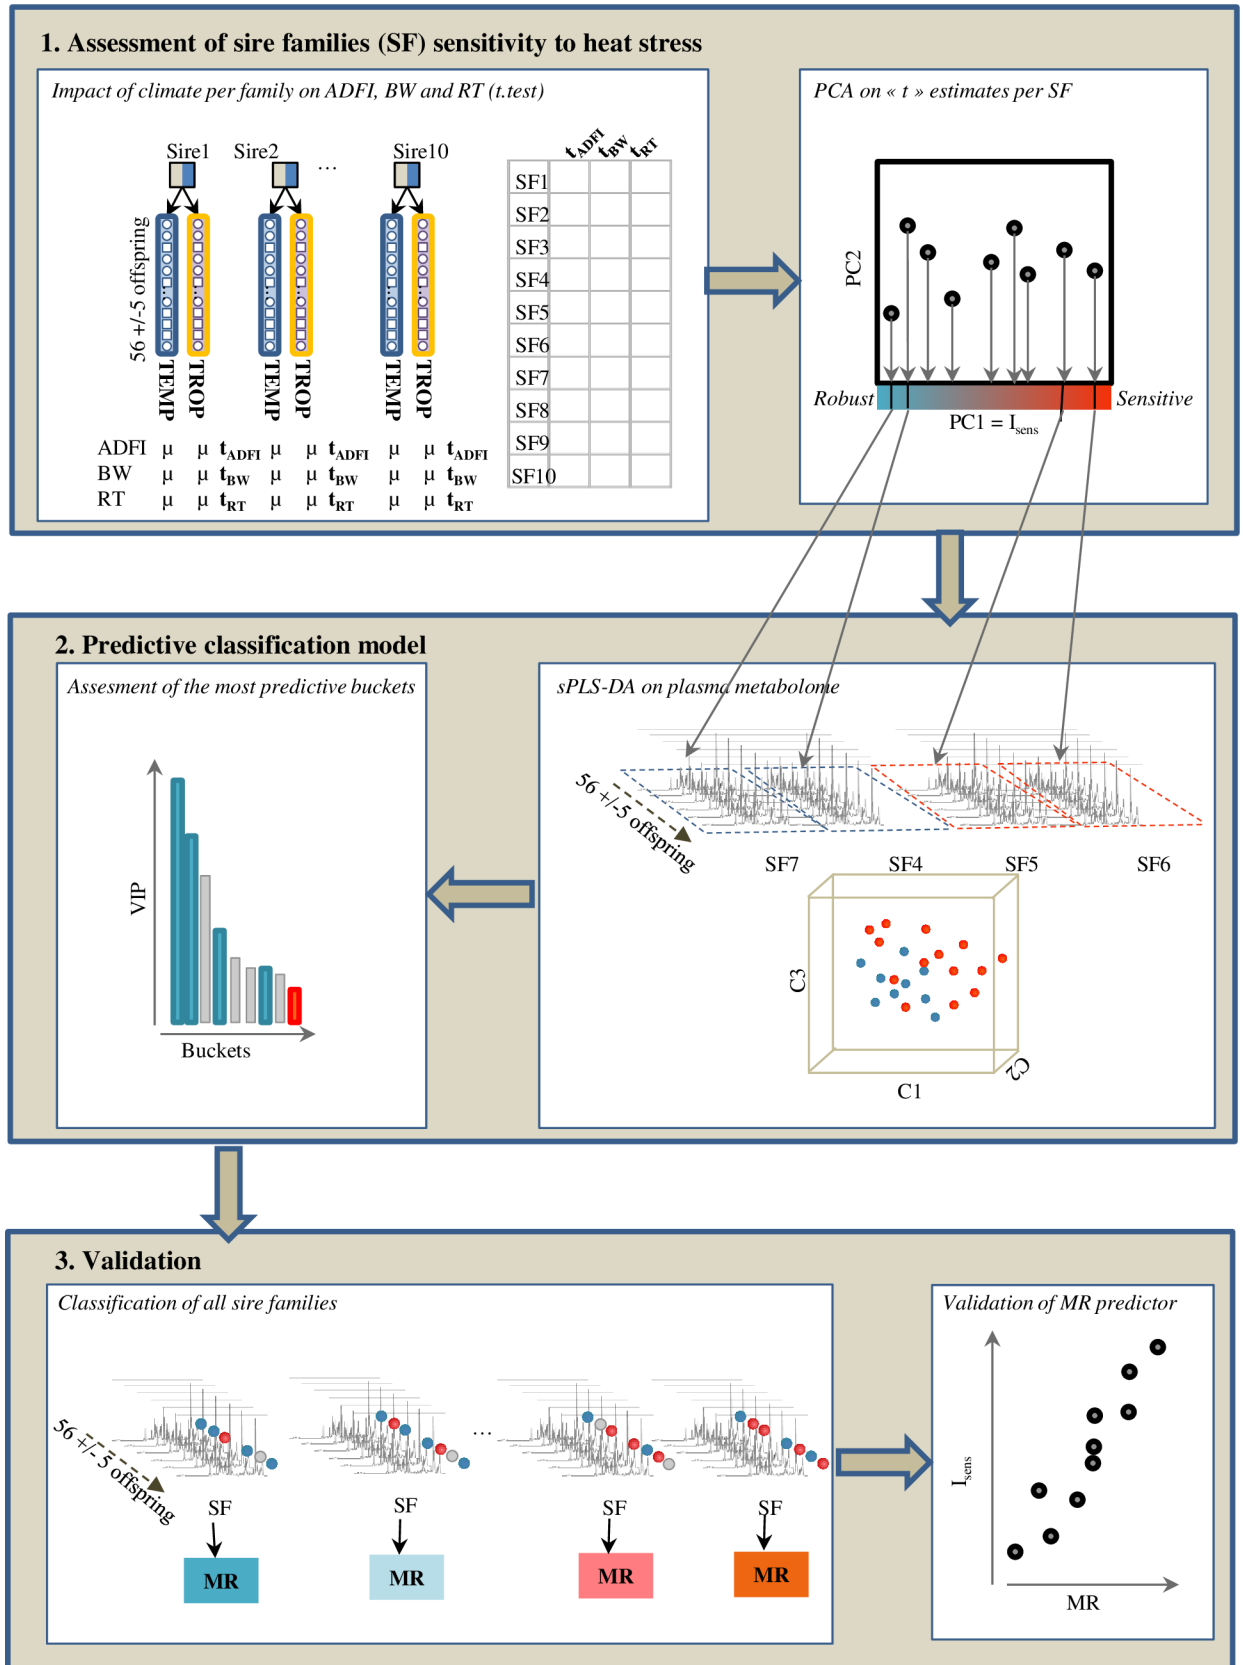 1. Assessment of sire families (SF) sensitivity to heat stress
Impact of climate per family on ADFI, BW and RT (t.test)
Sire1 Sire2 … Sire10
56 +/-5 offspring
TEMP TROP TEMP TROP TEMP TROP
ADFI μ μ tADFI μ μ tADFI μ μ tADFI
BW μ μ tBW μ μ tBW μ μ tBW
RT μ μ tRT μ μ tRT μ μ tRT
tADFI tBW tRT
SF1
SF2
SF3
SF4
SF5
SF6
SF7
SF8
SF9
SF10
PCA on « t » estimates per SF
PC2
Robust Sensitive
PC1 = Isens
2. Predictive classification model
Assesment of the most predictive buckets
VIP
Buckets
sPLS-DA on plasma metabolome
56 +/-5 offspring
SF7 SF4 SF5 SF6
C3
C2
C1
3. Validation
Classification of all sire families
56 +/- 5 offspring
…
SF SF SF SF
MR MR MR MR
Validation of MR predictor
Isens
MR